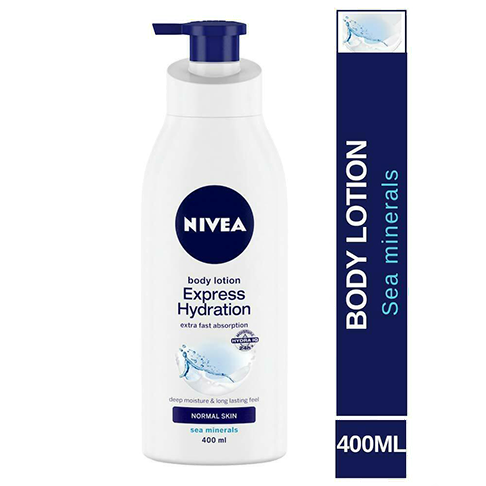 NIVEA
body lotion
Express
Hydration
extra fast absorption
HYDRA IQ
24h+
deep moisture & long lasting feel
NORMAL SKIN
sea minerals
400 ml
BODY LOTION
Sea minerals
400ML